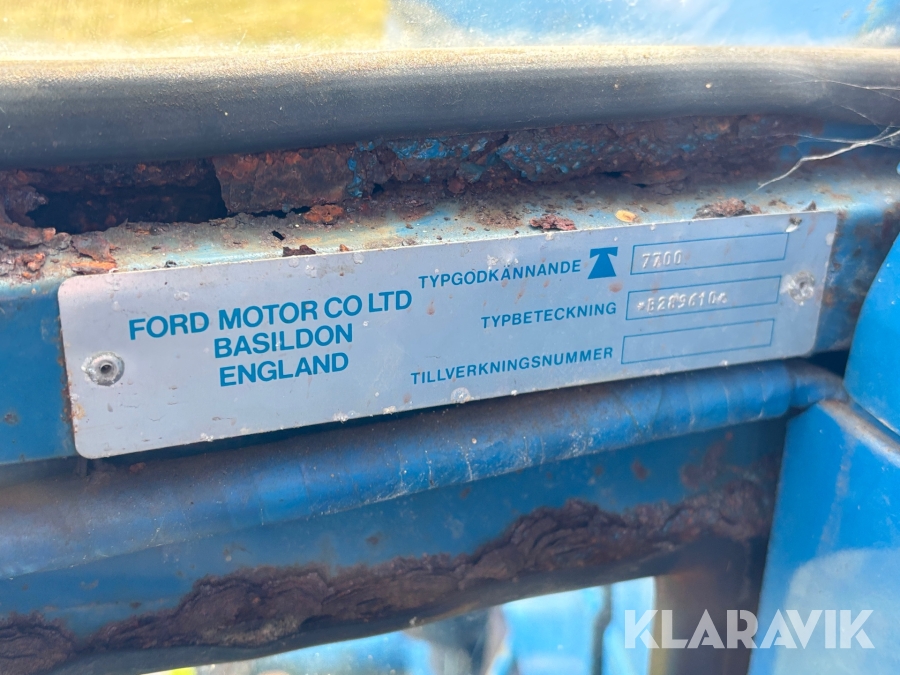 FORD MOTOR CO LTD
BASILDON
ENGLAND
TYPGODKÄNNANDE 7700
TYPBETECKNING
TILLVERKNINGSNUMMER
KLARAVIK